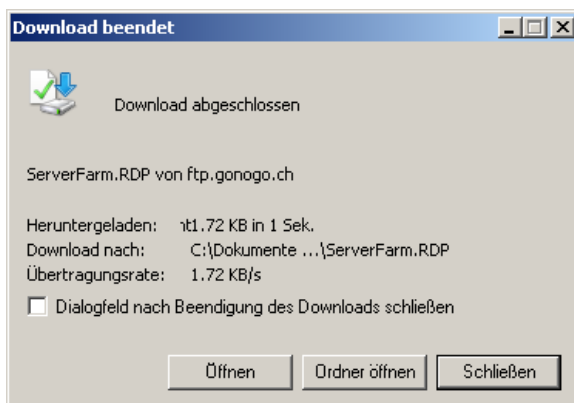 Download beendet
Download abgeschlossen
ServerFarm.RDP von ftp.gonogo.ch
Heruntergeladen: nt1.72 KB in 1 Sek.
Download nach: C:\Dokumente ...\ServerFarm.RDP
Übertragungsrate: 1.72 KB/s
Dialogfeld nach Beendigung des Downloads schließen
Öffnen Ordner öffnen Schließen